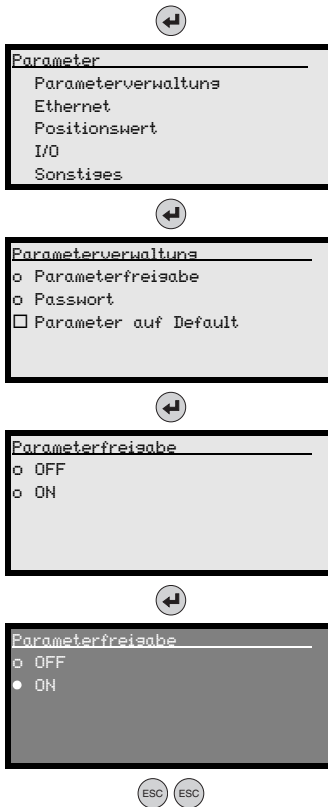 Parameter
Parameterverwaltung
Ethernet
Positionswert
I/O
Sonstiges
Parameterverwaltung
o Parameterfreigabe
o Passwort
☐ Parameter auf Default
Parameterfreigabe
o OFF
o ON
Parameterfreigabe
o OFF
● ON
ESC ESC